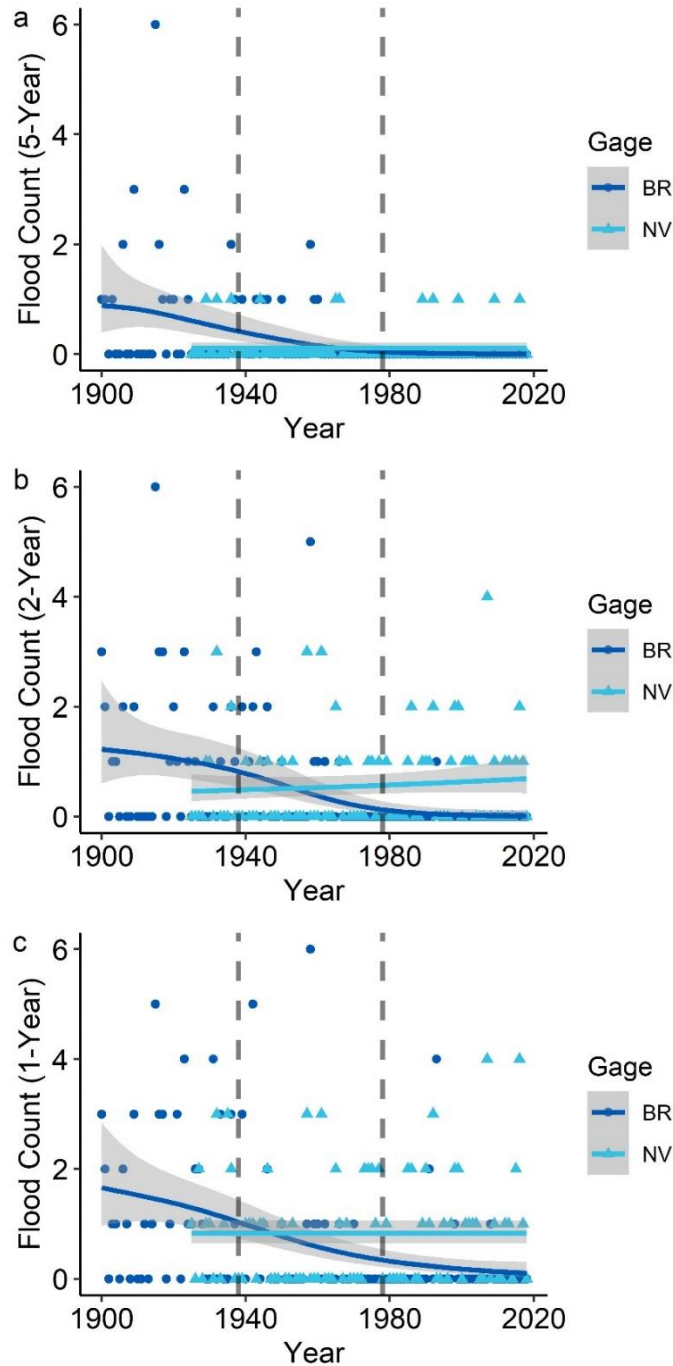 a
Flood Count (5-Year)
6
4
2
0
1900 1940 1980 2020
Year
Gage
BR
NV
b
Flood Count (2-Year)
6
4
2
0
1900 1940 1980 2020
Year
Gage
BR
NV
c
Flood Count (1-Year)
6
4
2
0
1900 1940 1980 2020
Year
Gage
BR
NV